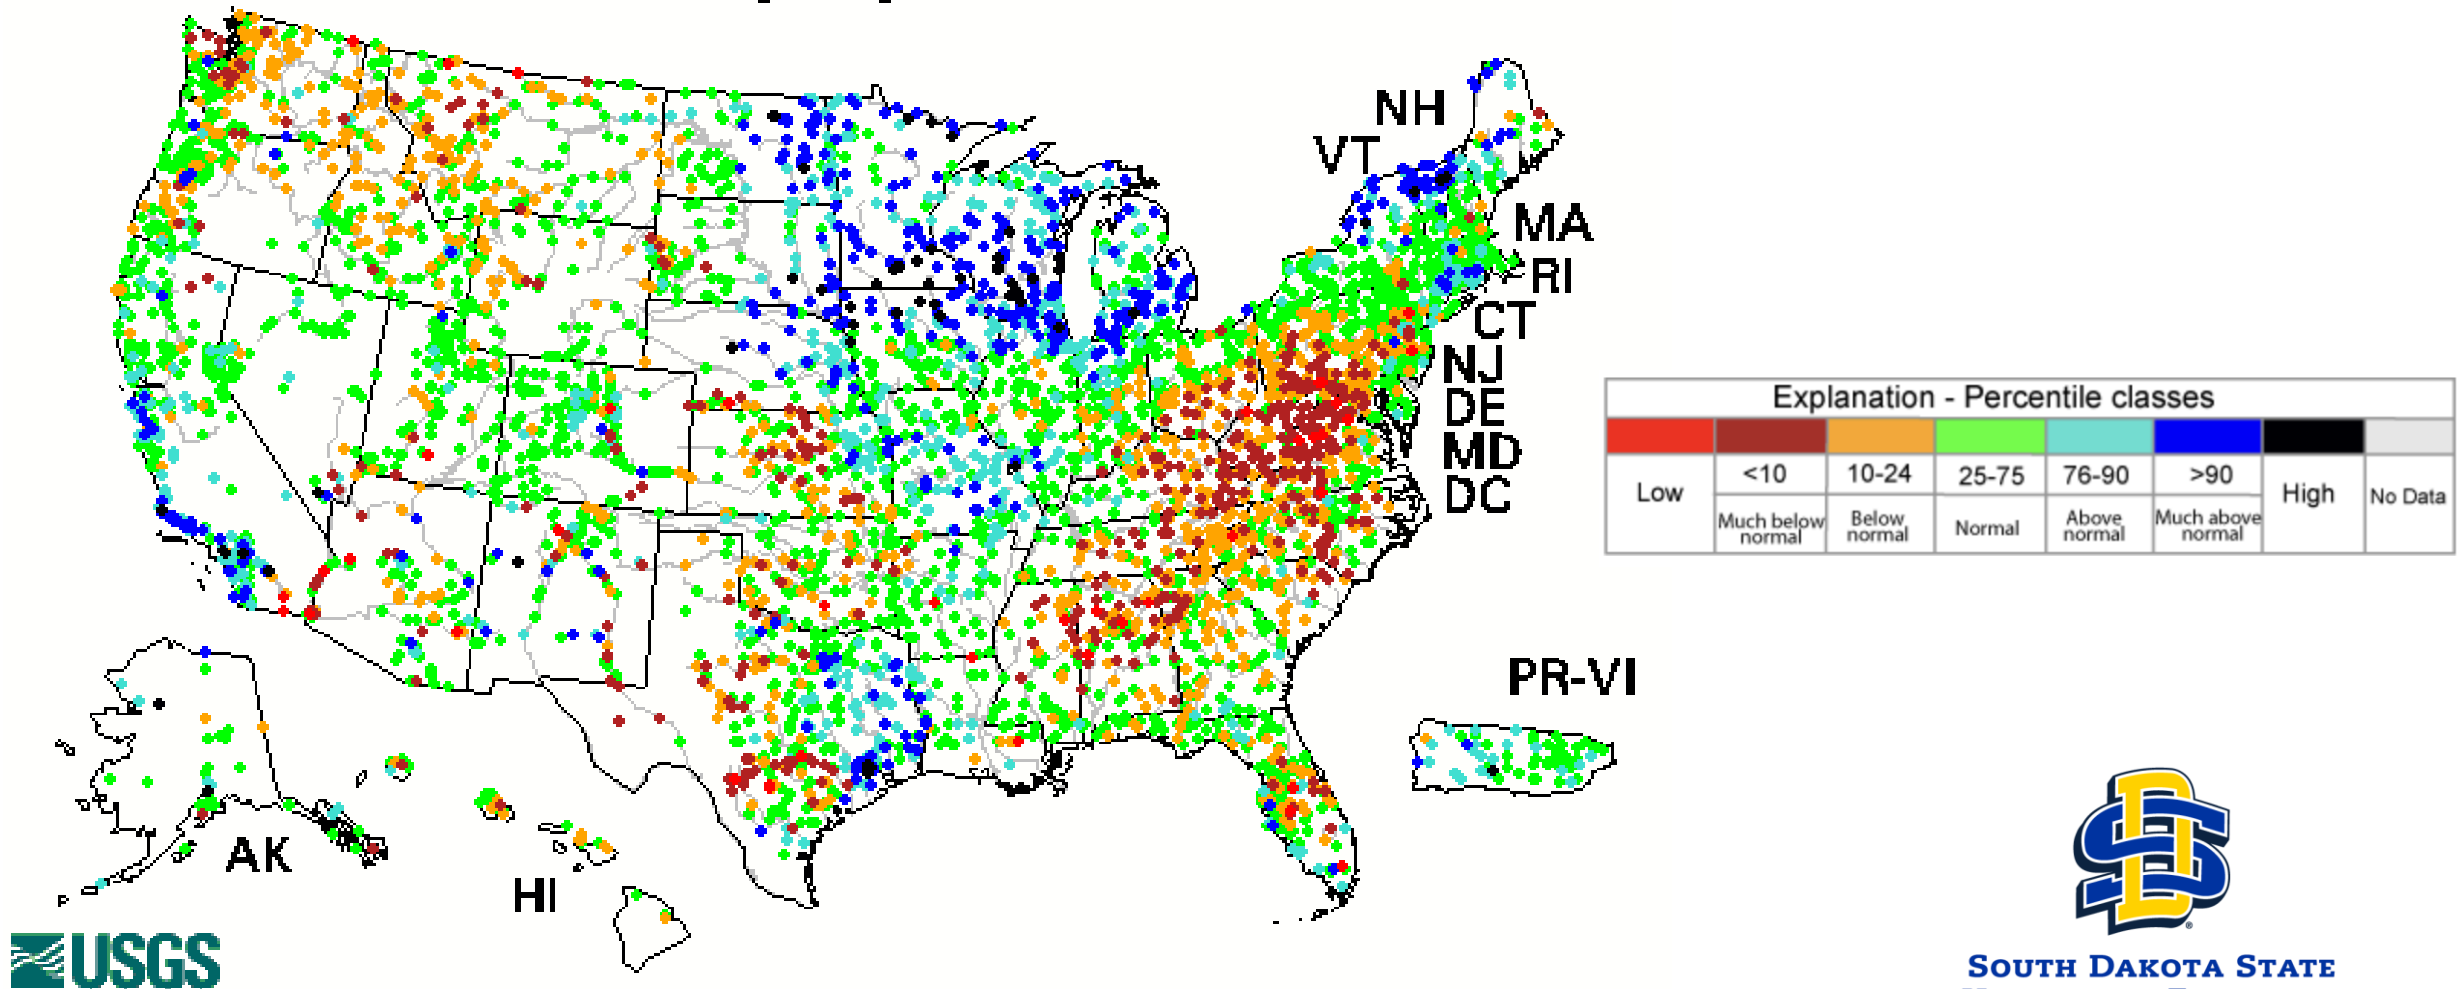 NH
VT
MA
RI
CT
NJ
DE
MD
DC
Explanation - Percentile classes
Low
<10
10-24
25-75
76-90
>90
High
No Data
Much below normal
Below normal
Normal
Above normal
Much above normal
PR-VI
AK
HI
USGS
SOUTH DAKOTA STATE